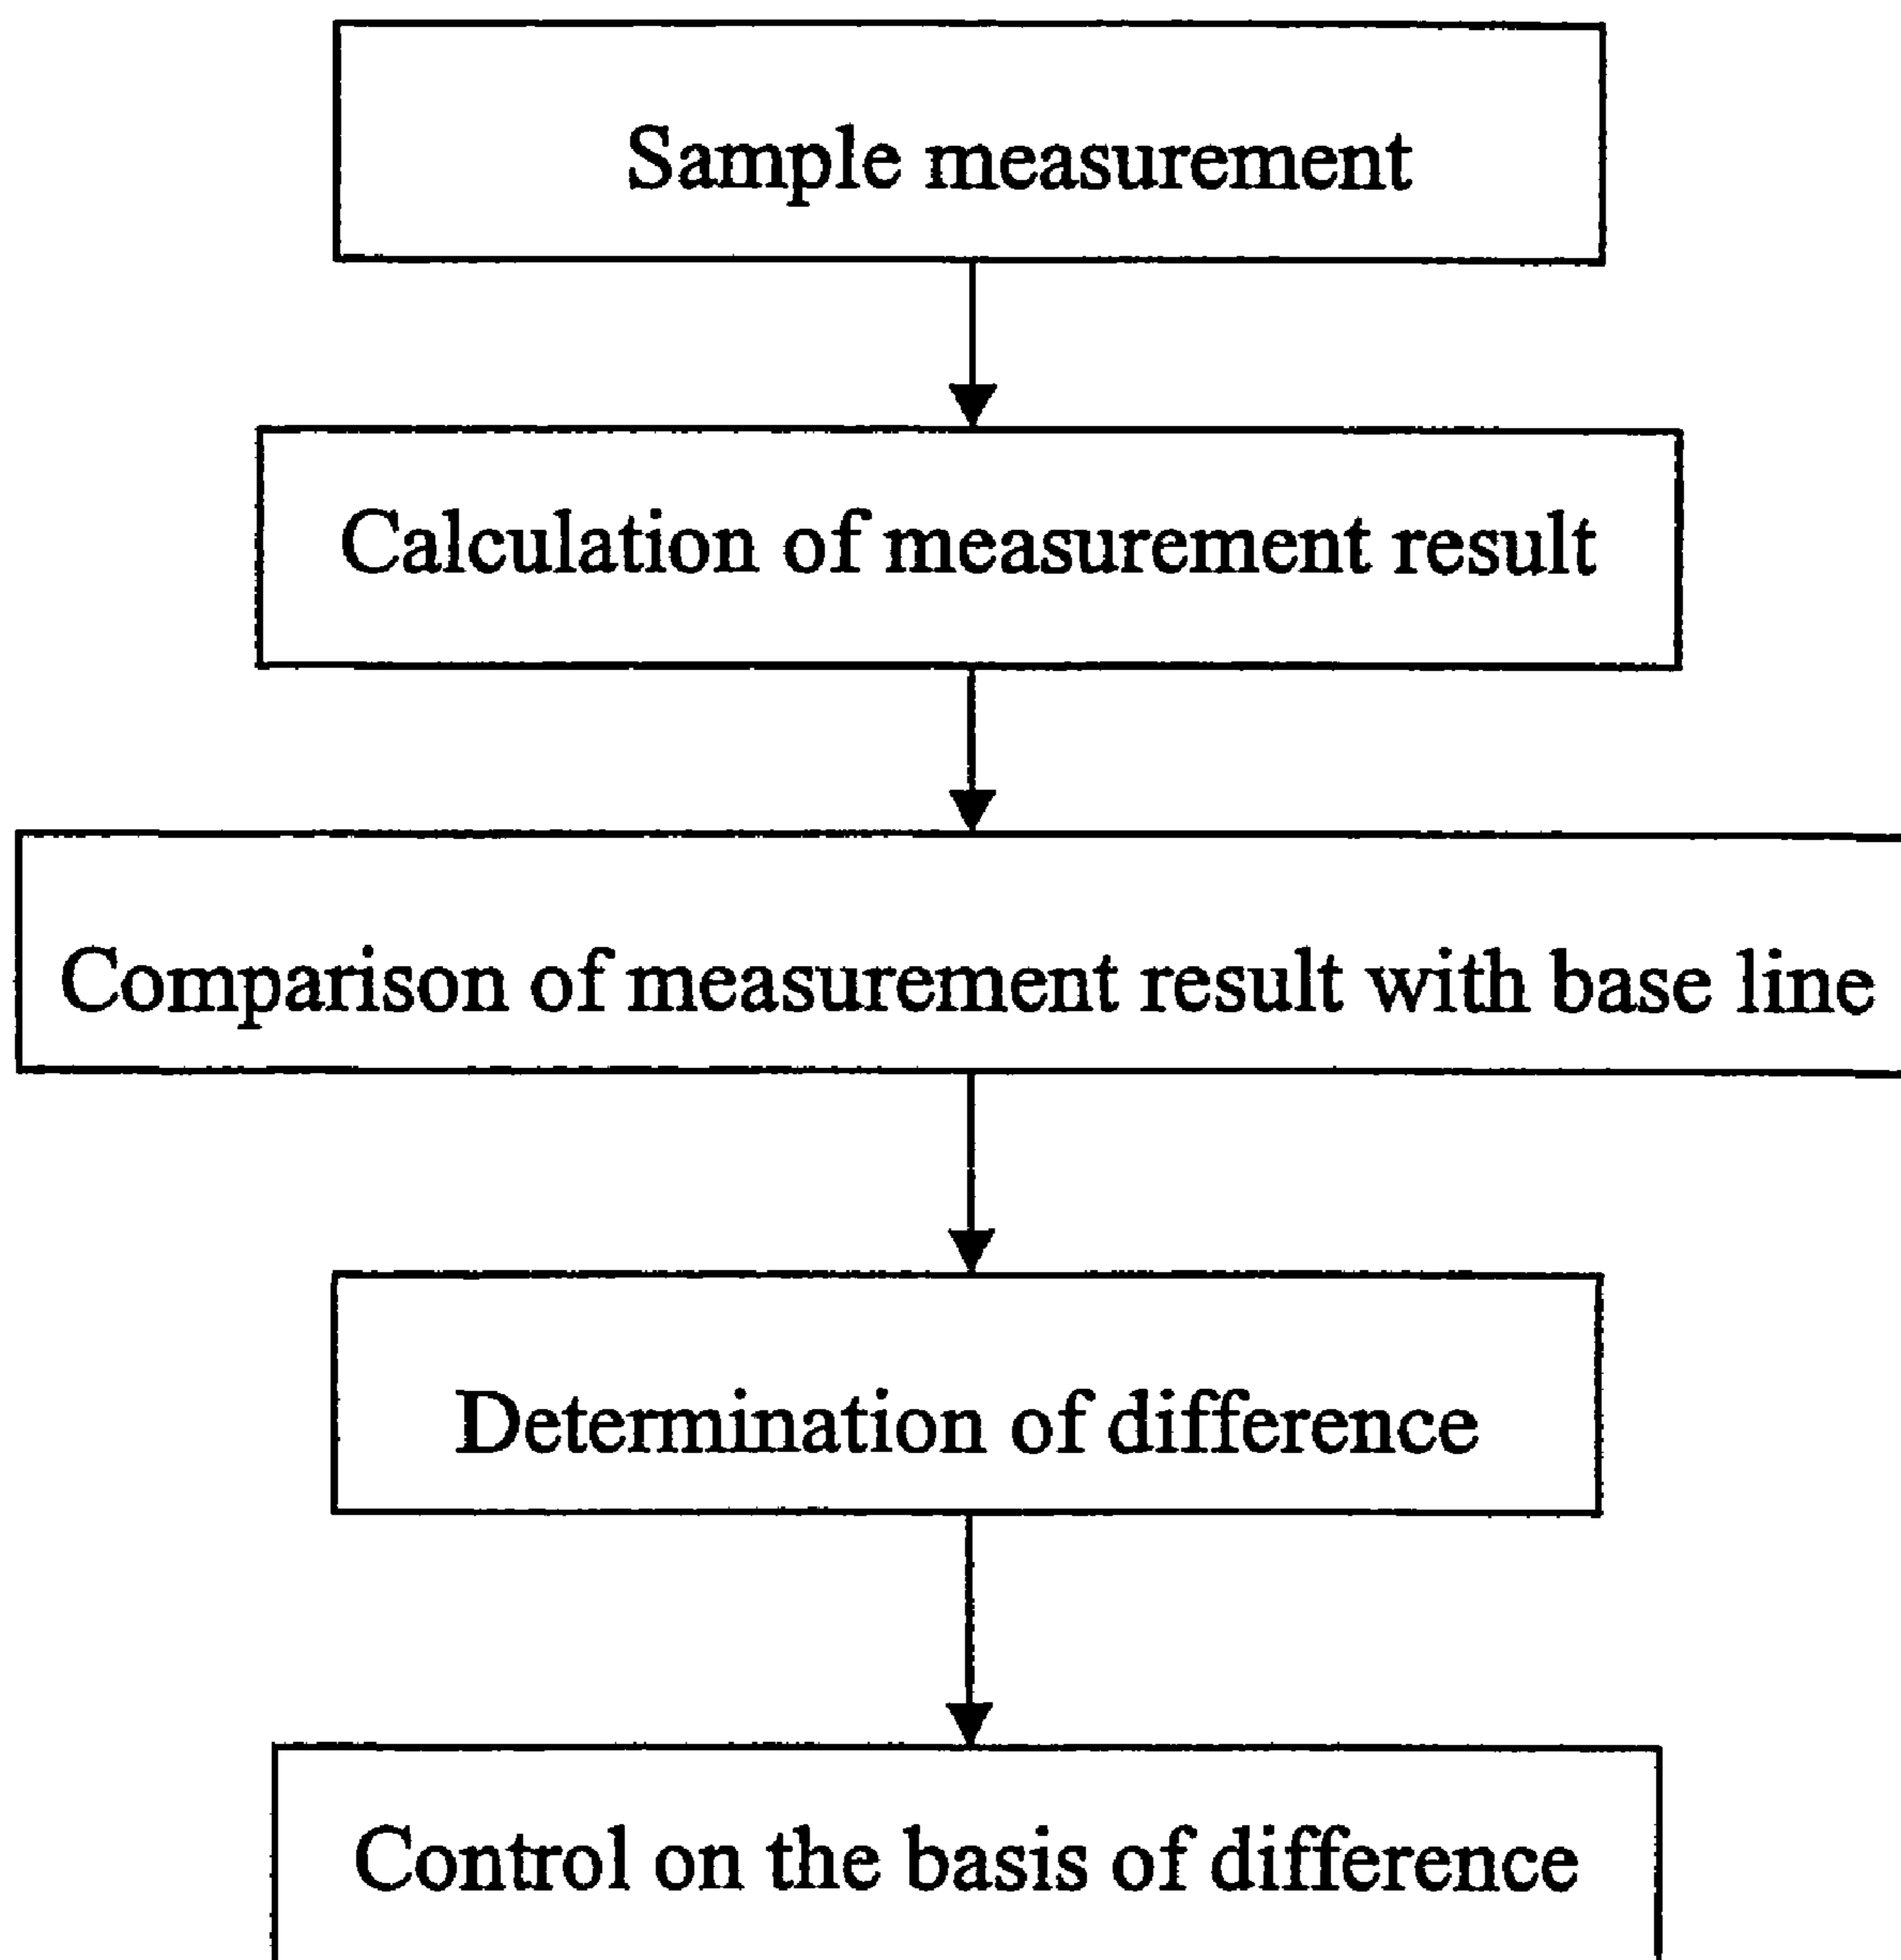 Sample measurement
Calculation of measurement result
Comparison of measurement result with base line
Determination of difference
Control on the basis of difference